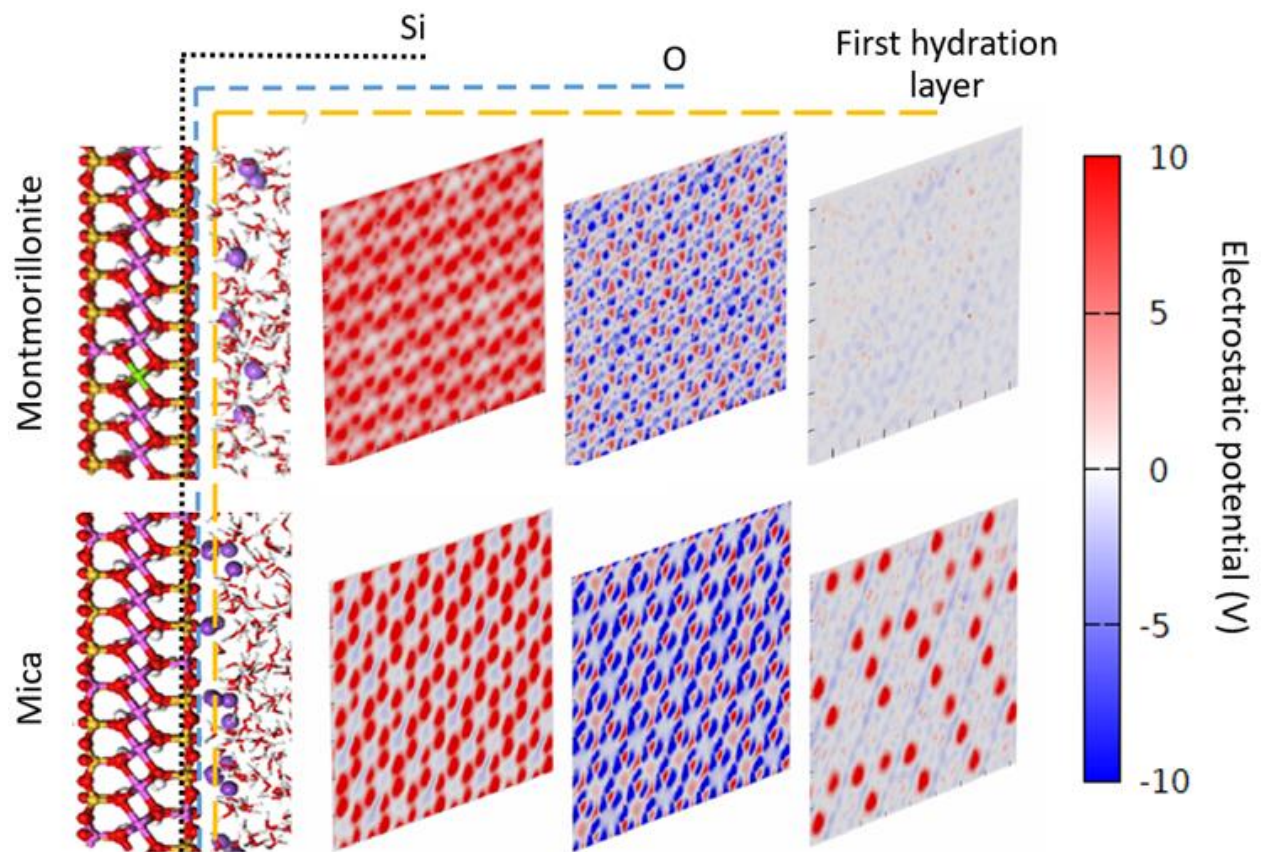 Si
O
First hydration
layer
Montmorillonite
Mica
10
5
0
-5
-10
Electrostatic potential (V)